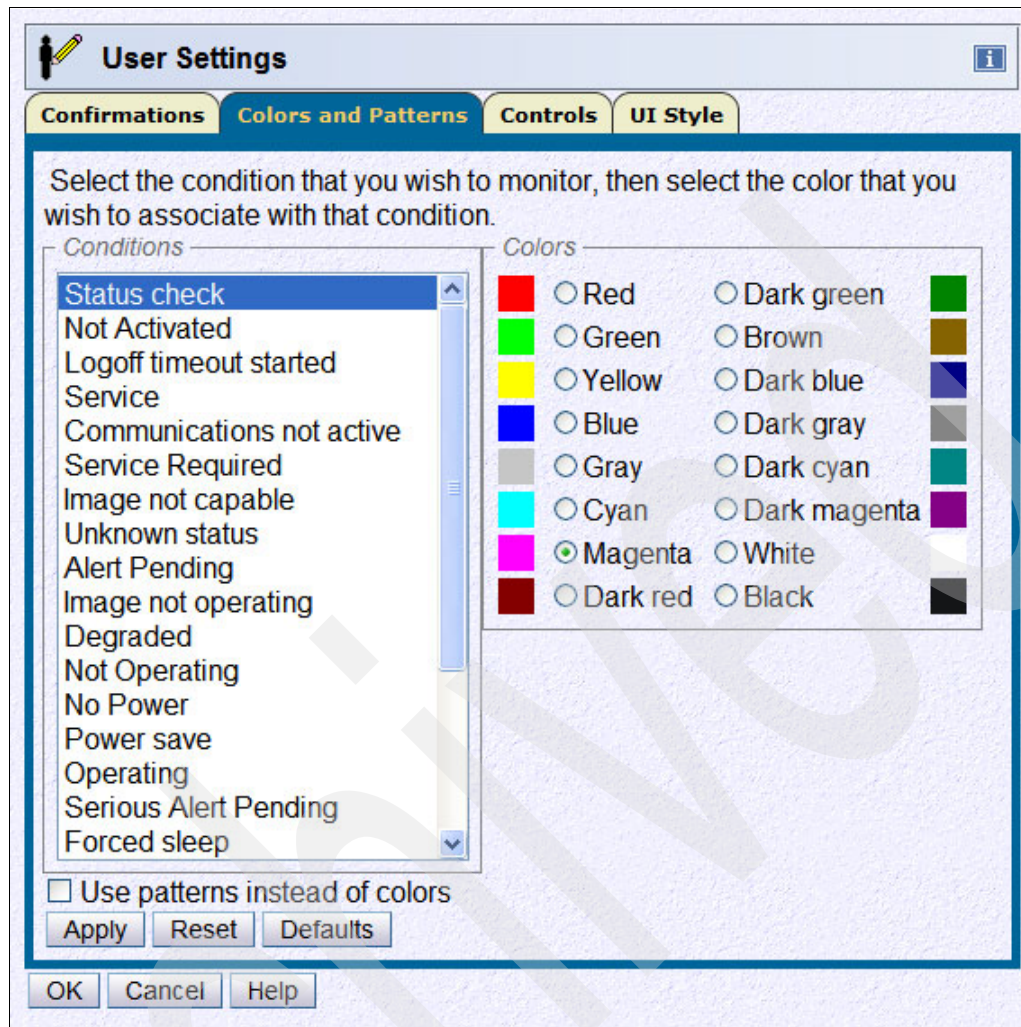 User Settings
i
Confirmations Colors and Patterns Controls UI Style
Select the condition that you wish to monitor, then select the color that you
wish to associate with that condition.
Conditions
Status check
Not Activated
Logoff timeout started
Service
Communications not active
Service Required
Image not capable
Unknown status
Alert Pending
Image not operating
Degraded
Not Operating
No Power
Power save
Operating
Serious Alert Pending
Forced sleep
Colors
Red Dark green
Green Brown
Yellow Dark blue
Blue Dark gray
Gray Dark cyan
Cyan Dark magenta
Magenta White
Dark red Black
Use patterns instead of colors
Apply Reset Defaults
OK Cancel Help